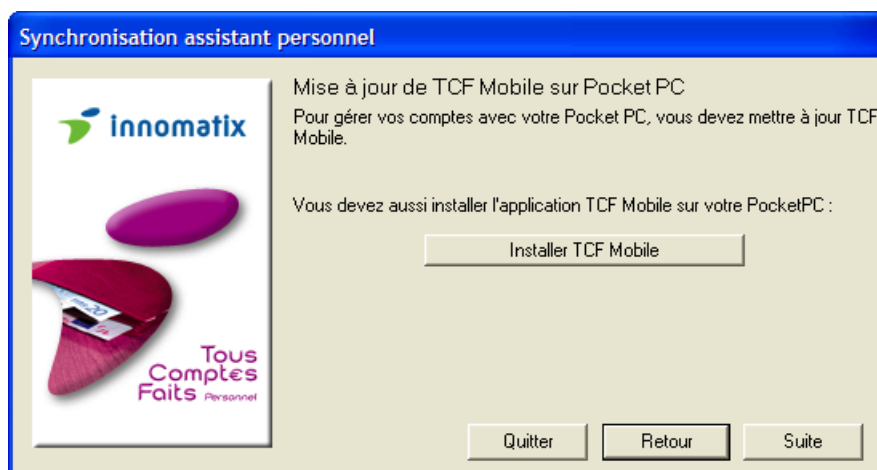 Synchronisation assistant personnel
innomatix
Tous
Compt€s
Faits Personnel
Mise à jour de TCF Mobile sur Pocket PC
Pour gérer vos comptes avec votre Pocket PC, vous devez mettre à jour TCF
Mobile.
Vous devez aussi installer l'application TCF Mobile sur votre PocketPC :
Installer TCF Mobile
Quitter
Retour
Suite